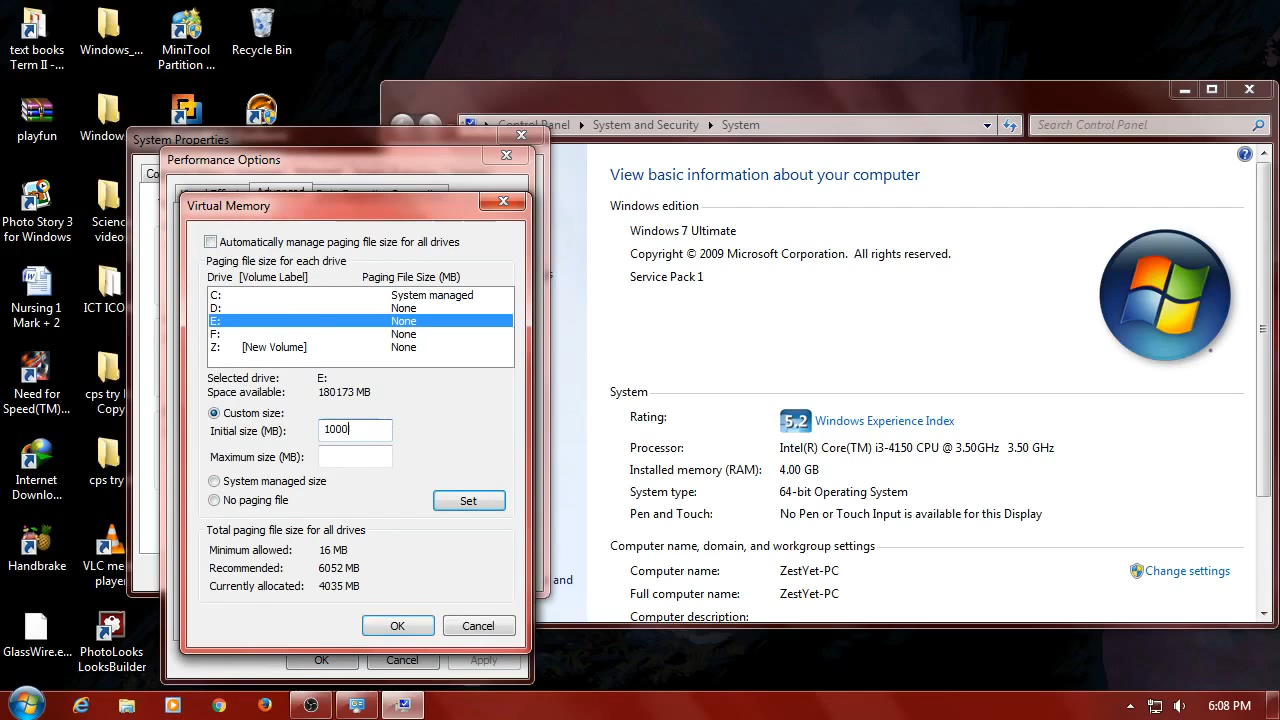 text books
Term II -...
Windows_...
MiniTool
Partition ...
Recycle Bin
playfun
Window
Photo Story 3
for Windows
Scienc
video
Nursing 1
Mark + 2
ICT ICO
Need for
Speed(TM)...
cps try
Copy
Internet
Downlo...
cps try
Handbrake
VLC me
player
GlassWire.e...
PhotoLooks
LooksBuilder
System Properties
Performance Options
Advanced
Virtual Memory
Automatically manage paging file size for all drives
Paging file size for each drive
Drive [Volume Label] Paging File Size (MB)
C: System managed
D: None
E: None
F: None
Z: [New Volume] None
Selected drive: E:
Space available: 180173 MB
Custom size:
Initial size (MB): 1000
Maximum size (MB):
System managed size
No paging file
Set
Total paging file size for all drives
Minimum allowed: 16 MB
Recommended: 6052 MB
Currently allocated: 4035 MB
OK Cancel
OK Cancel Apply
Control Panel System and Security System
Search Control Panel
View basic information about your computer
Windows edition
Windows 7 Ultimate
Copyright © 2009 Microsoft Corporation. All rights reserved.
Service Pack 1
System
Rating: 5.2 Windows Experience Index
Processor: Intel(R) Core(TM) i3-4150 CPU @ 3.50GHz 3.50 GHz
Installed memory (RAM): 4.00 GB
System type: 64-bit Operating System
Pen and Touch: No Pen or Touch Input is available for this Display
Computer name, domain, and workgroup settings
Computer name: ZestYet-PC
Change settings
Full computer name: ZestYet-PC
Computer description:
and
6:08 PM